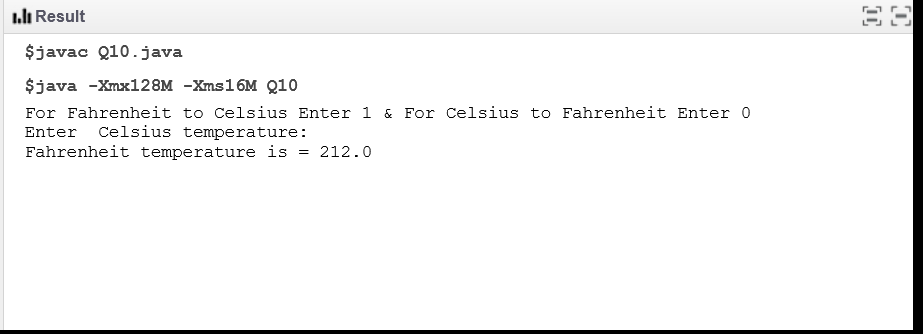 Result
$javac Q10.java
$java -Xmx128M -Xms16M Q10
For Fahrenheit to Celsius Enter 1 & For Celsius to Fahrenheit Enter 0
Enter  Celsius temperature:
Fahrenheit temperature is = 212.0